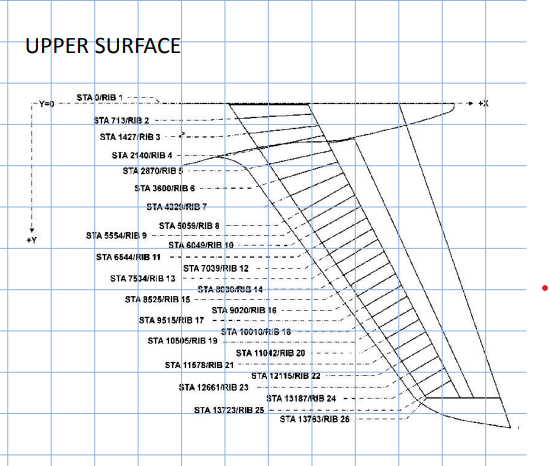 UPPER SURFACE
STA 0/RIB 1
Y=0
+X
STA 713/RIB 2
STA 1427/RIB 3
STA 2140/RIB 4
STA 2870/RIB 5
STA 3600/RIB 6
STA 4329/RIB 7
STA 5059/RIB 8
STA 5554/RIB 9
+Y
STA 6049/RIB 10
STA 6544/RIB 11
STA 7039/RIB 12
STA 7534/RIB 13
STA 8030/RIB 14
STA 8525/RIB 15
STA 9020/RIB 16
STA 9515/RIB 17
STA 10010/RIB 18
STA 10505/RIB 19
STA 11042/RIB 20
STA 11578/RIB 21
STA 12115/RIB 22
STA 12661/RIB 23
STA 13187/RIB 24
STA 13723/RIB 25
STA 13763/RIB 26